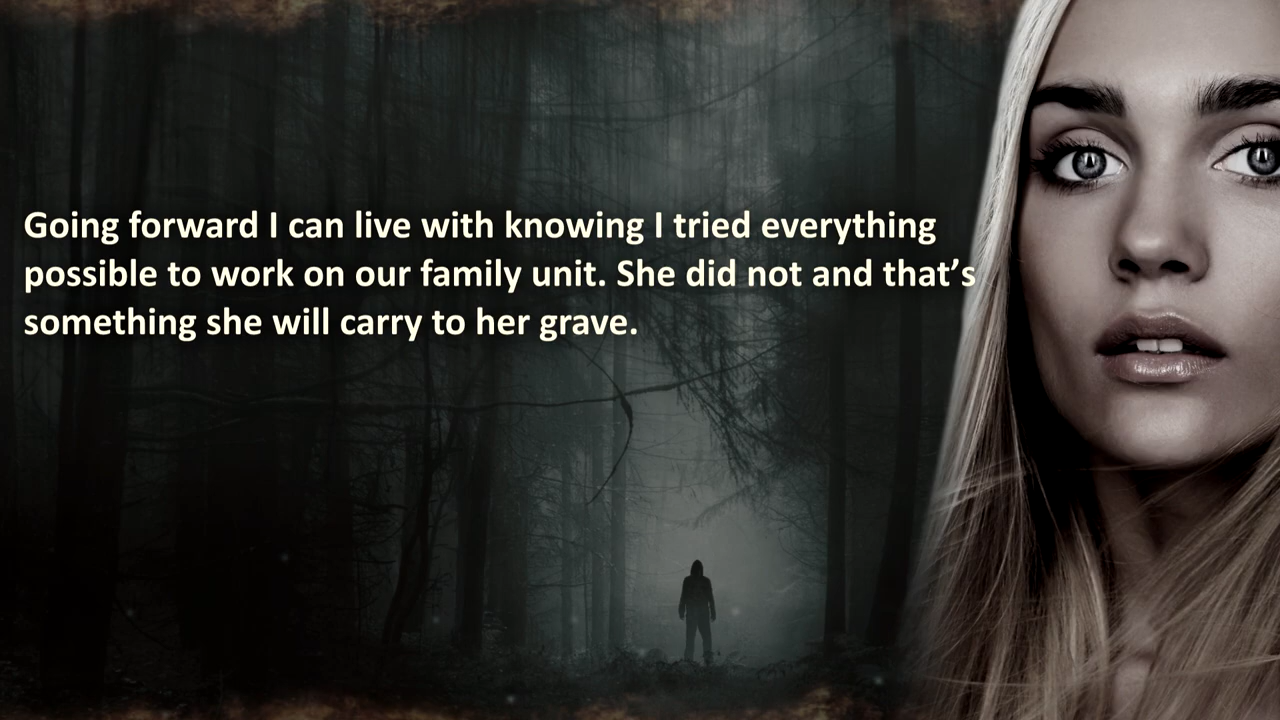 Going forward I can live with knowing I tried everything
possible to work on our family unit. She did not and that’s
something she will carry to her grave.